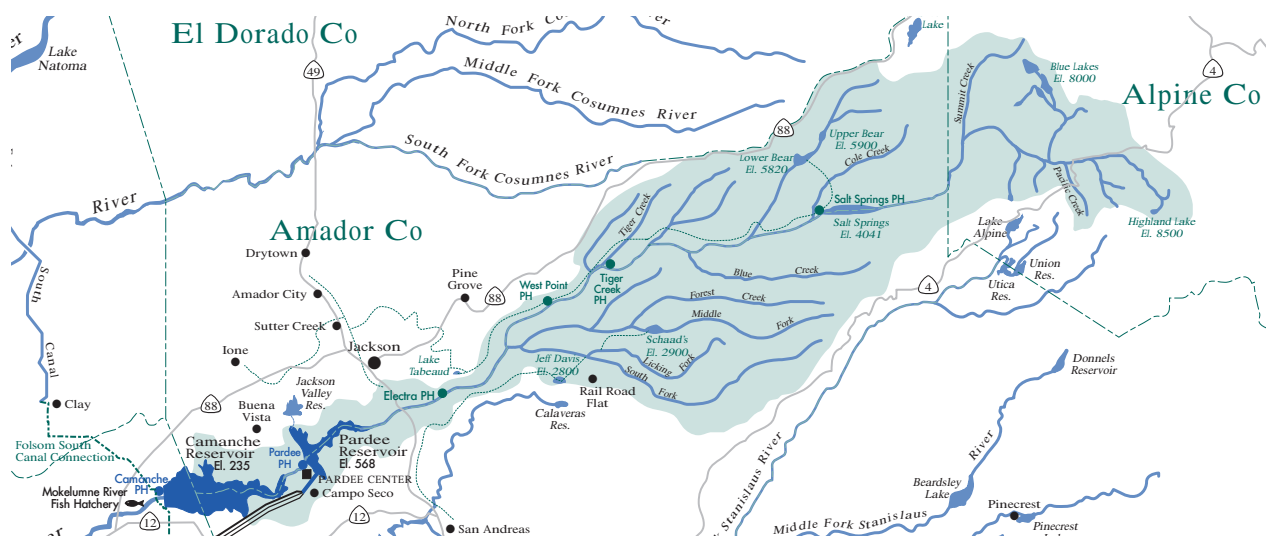 El Dorado Co
North Fork Co
er
Lake
er
Lake
Natoma
49
Middle Fork Cosumnes River
88
South Fork Cosumnes River
Summit Creek
Blue Lakes
El. 8000
4
Alpine Co
Upper Bear
El. 5900
Lower Bear
El. 5820
Cole Creek
Pacific Creek
River
Salt Springs PH
Salt Springs
El. 4041
Highland Lake
El. 8500
Amador Co
Tiger Creek
Lake
Alpine
Drytown
Union
Res.
Utica
Res.
South
Canal
Amador City
Pine
Grove
88
West Point
PH
Tiger
Creek
PH
Blue Creek
4
Forest Creek
Middle Fork
Sutter Creek
Jackson
Ione
Lake
Tabeaud
Schaad's
El. 2900
Jeff Davis
El. 2800
Licking Fork
South Fork
Donnels
Reservoir
Jackson
Valley
Res.
Electra PH
Rail Road
Flat
Calaveras
Res.
Clay
88
Buena
Vista
Folsom South
Canal Connection
Camanche
Reservoir
El. 235
Pardee
PH
Pardee
Reservoir
El. 568
PARDEE CENTER
Campo Seco
Camanche
PH
Mokelumne River
Fish Hatchery
12
12
San Andreas
Stanislaus River
River
Beardsley
Lake
Middle Fork Stanislaus
Pinecrest
Pinecrest